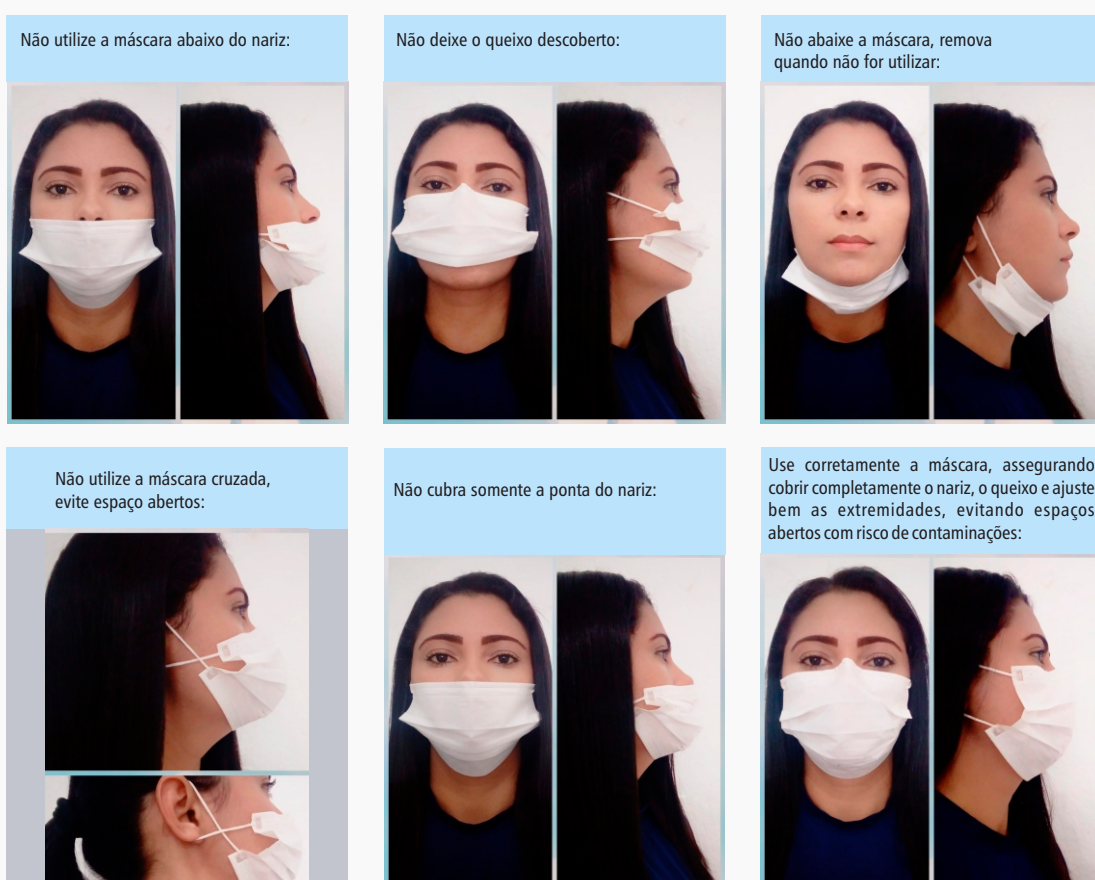 Não utilize a máscara abaixo do nariz:
Não deixe o queixo descoberto:
Não abaixe a máscara, remova
quando não for utilizar:
Não utilize a máscara cruzada,
evite espaço abertos:
Não cubra somente a ponta do nariz:
Use corretamente a máscara, assegurando
cobrir completamente o nariz, o queixo e ajuste
bem as extremidades, evitando espaços
abertos com risco de contaminações: